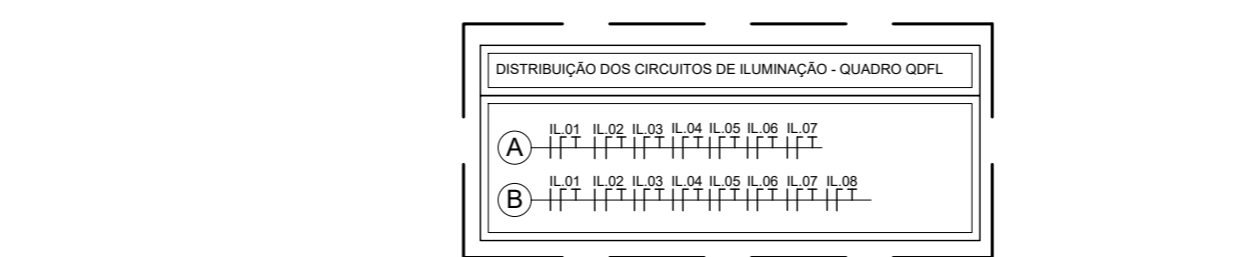 DISTRIBUIÇÃO DOS CIRCUITOS DE ILUMINAÇÃO - QUADRO QDFL
A IL.01 IL.02 IL.03 IL.04 IL.05 IL.06 IL.07
B IL.01 IL.02 IL.03 IL.04 IL.05 IL.06 IL.07 IL.08